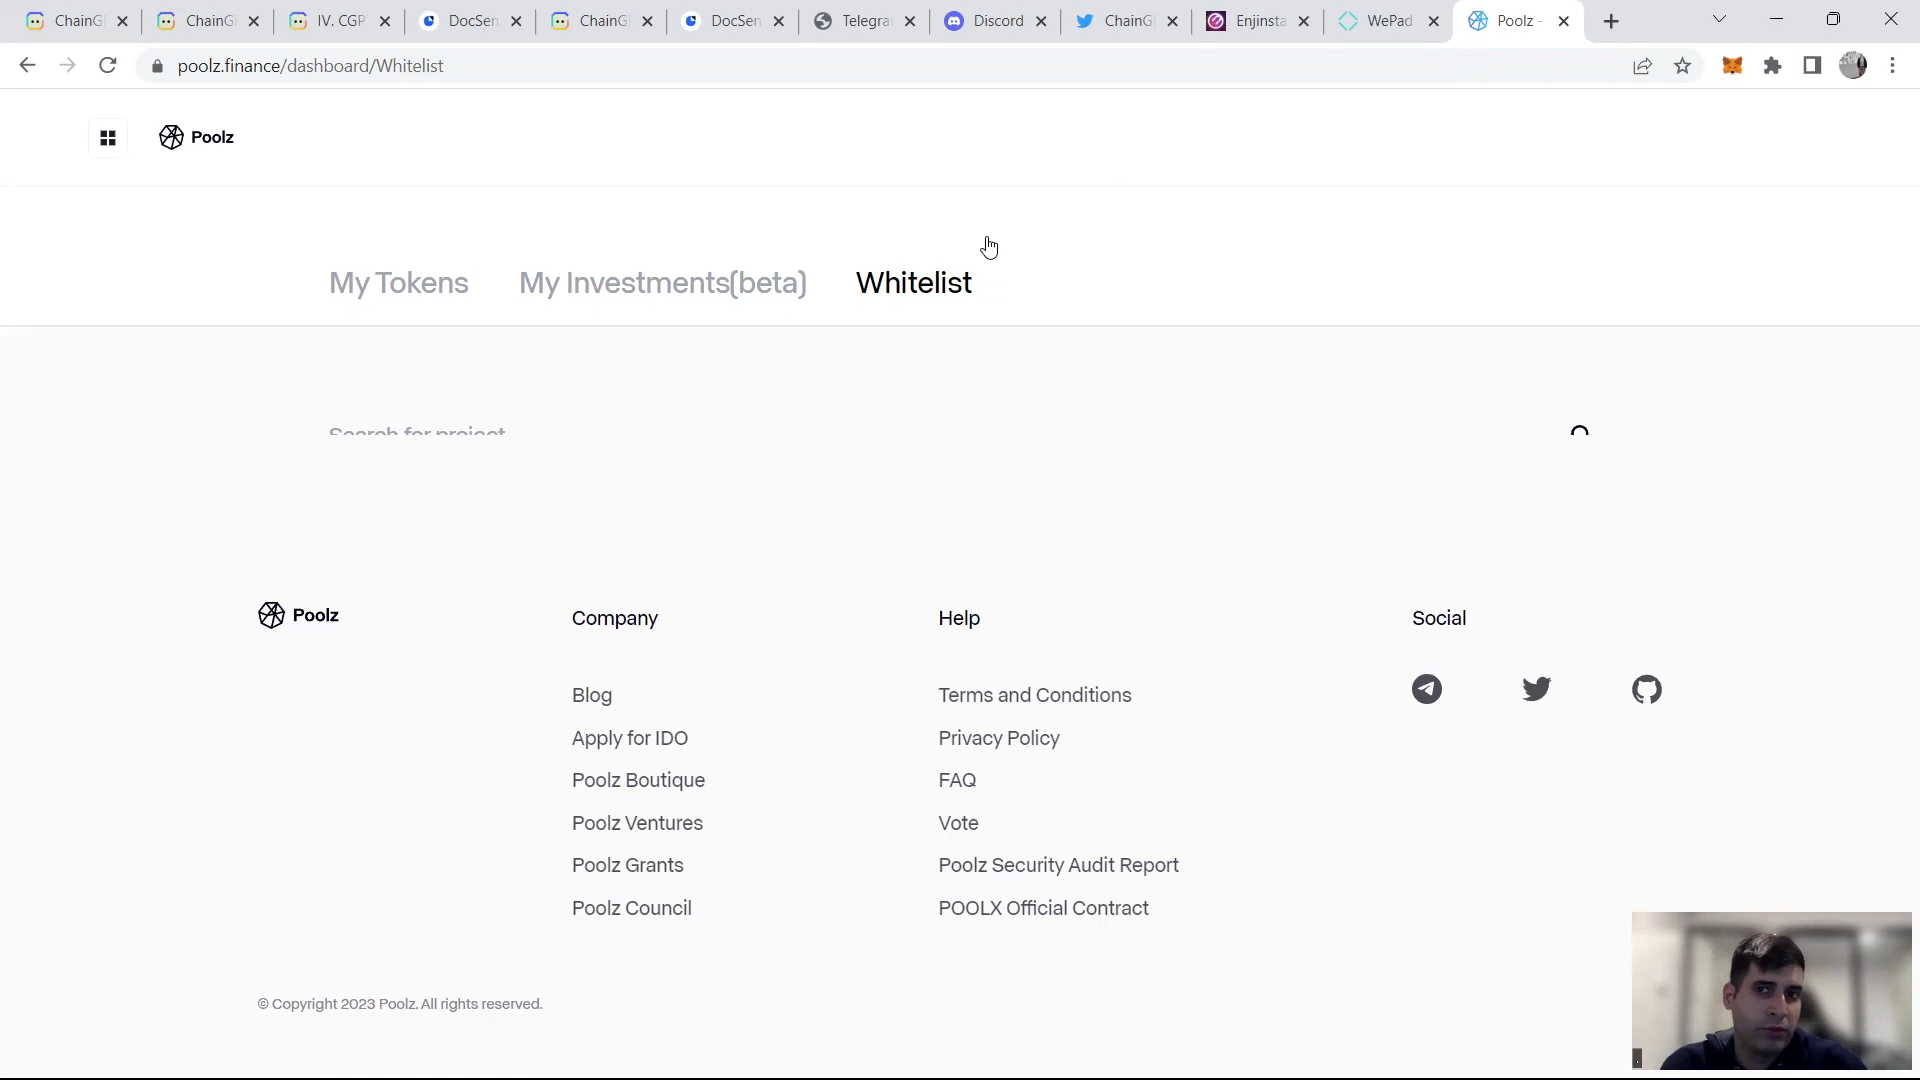 ChainG
ChainG
IV. CGP
DocSen
ChainG
DocSen
Telegra
Discord
ChainG
Enjinsta
WePad
Poolz -
poolz.finance/dashboard/Whitelist
Poolz
My Tokens
My Investments(beta)
Whitelist
Search for project
Poolz
Company
Help
Social
Blog
Terms and Conditions
Apply for IDO
Privacy Policy
Poolz Boutique
FAQ
Poolz Ventures
Vote
Poolz Grants
Poolz Security Audit Report
Poolz Council
POOLX Official Contract
© Copyright 2023 Poolz. All rights reserved.